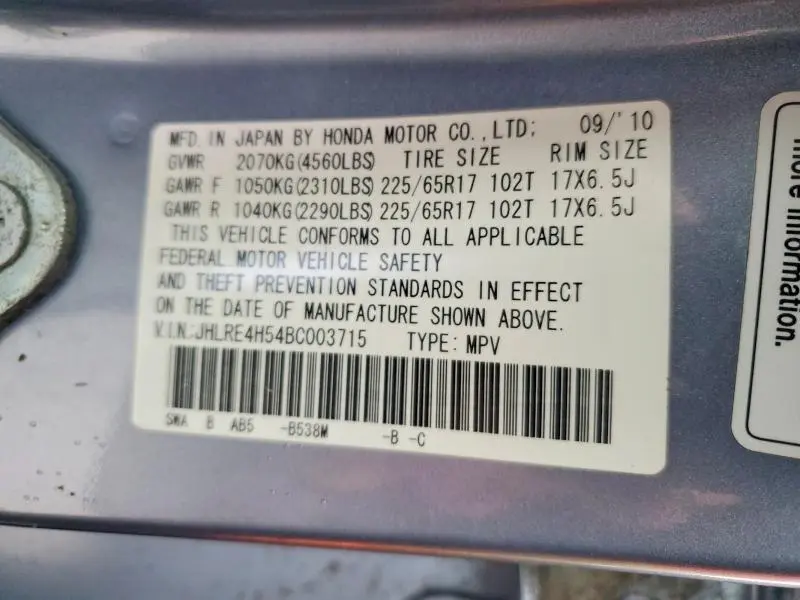 MFD. IN JAPAN BY HONDA MOTOR CO.,LTD; 09/'10
GVWR 2070KG(4560LBS) TIRE SIZE RIM SIZE
GAWR F 1050KG(2310LBS) 225/65R17 102T 17X6.5J
GAWR R 1040KG(2290LBS) 225/65R17 102T 17X6.5J
THIS VEHICLE CONFORMS TO ALL APPLICABLE
FEDERAL MOTOR VEHICLE SAFETY
AND THEFT PREVENTION STANDARDS IN EFFECT
ON THE DATE OF MANUFACTURE SHOWN ABOVE.
V.I.N.:JHLRE4H54BC003715 TYPE: MPV
SWA B AB5 -B538M -B -C
more information.